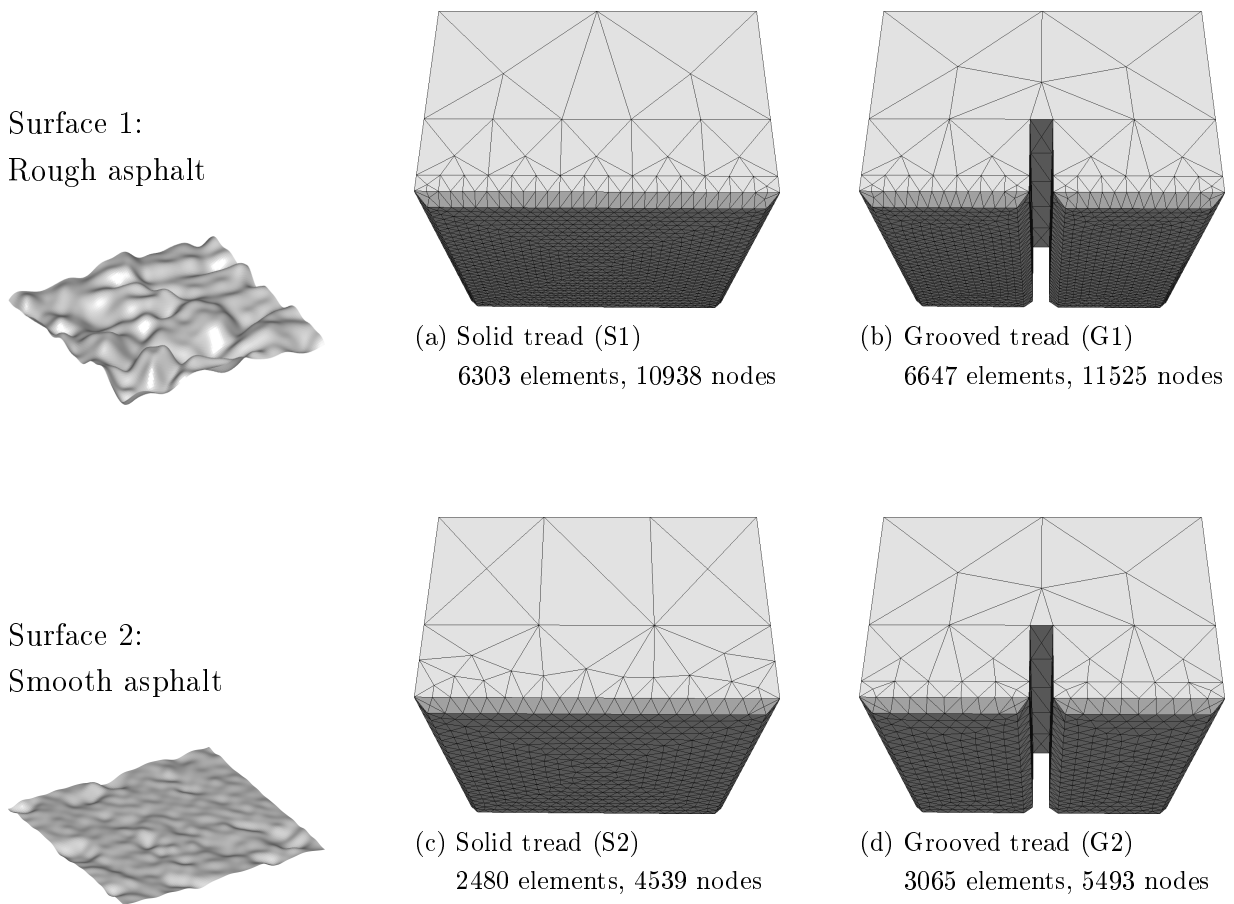 Surface 1:
Rough asphalt
(a) Solid tread (S1)
6303 elements, 10938 nodes
(b) Grooved tread (G1)
6647 elements, 11525 nodes
Surface 2:
Smooth asphalt
(c) Solid tread (S2)
2480 elements, 4539 nodes
(d) Grooved tread (G2)
3065 elements, 5493 nodes